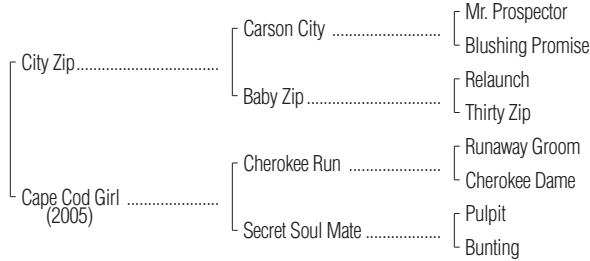 Mr. Prospector
Carson City ....................
Blushing Promise
City Zip...........................
Relaunch
Baby Zip.........................
Thirty Zip
Runaway Groom
Cherokee Run .................
Cherokee Dame
Cape Cod Girl .................
(2005)
Pulpit
Secret Soul Mate ..............
Bunting